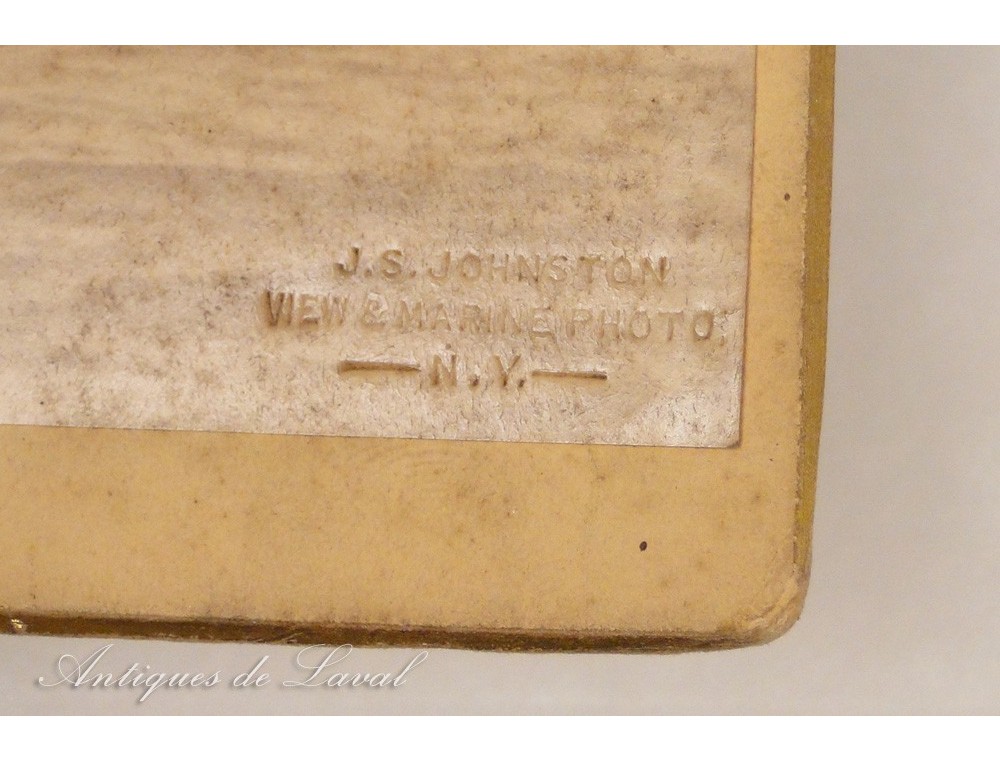 J.S. JOHNSTON
VIEW & MARINE PHOTO,
— N.Y. —
Antiques de Laval